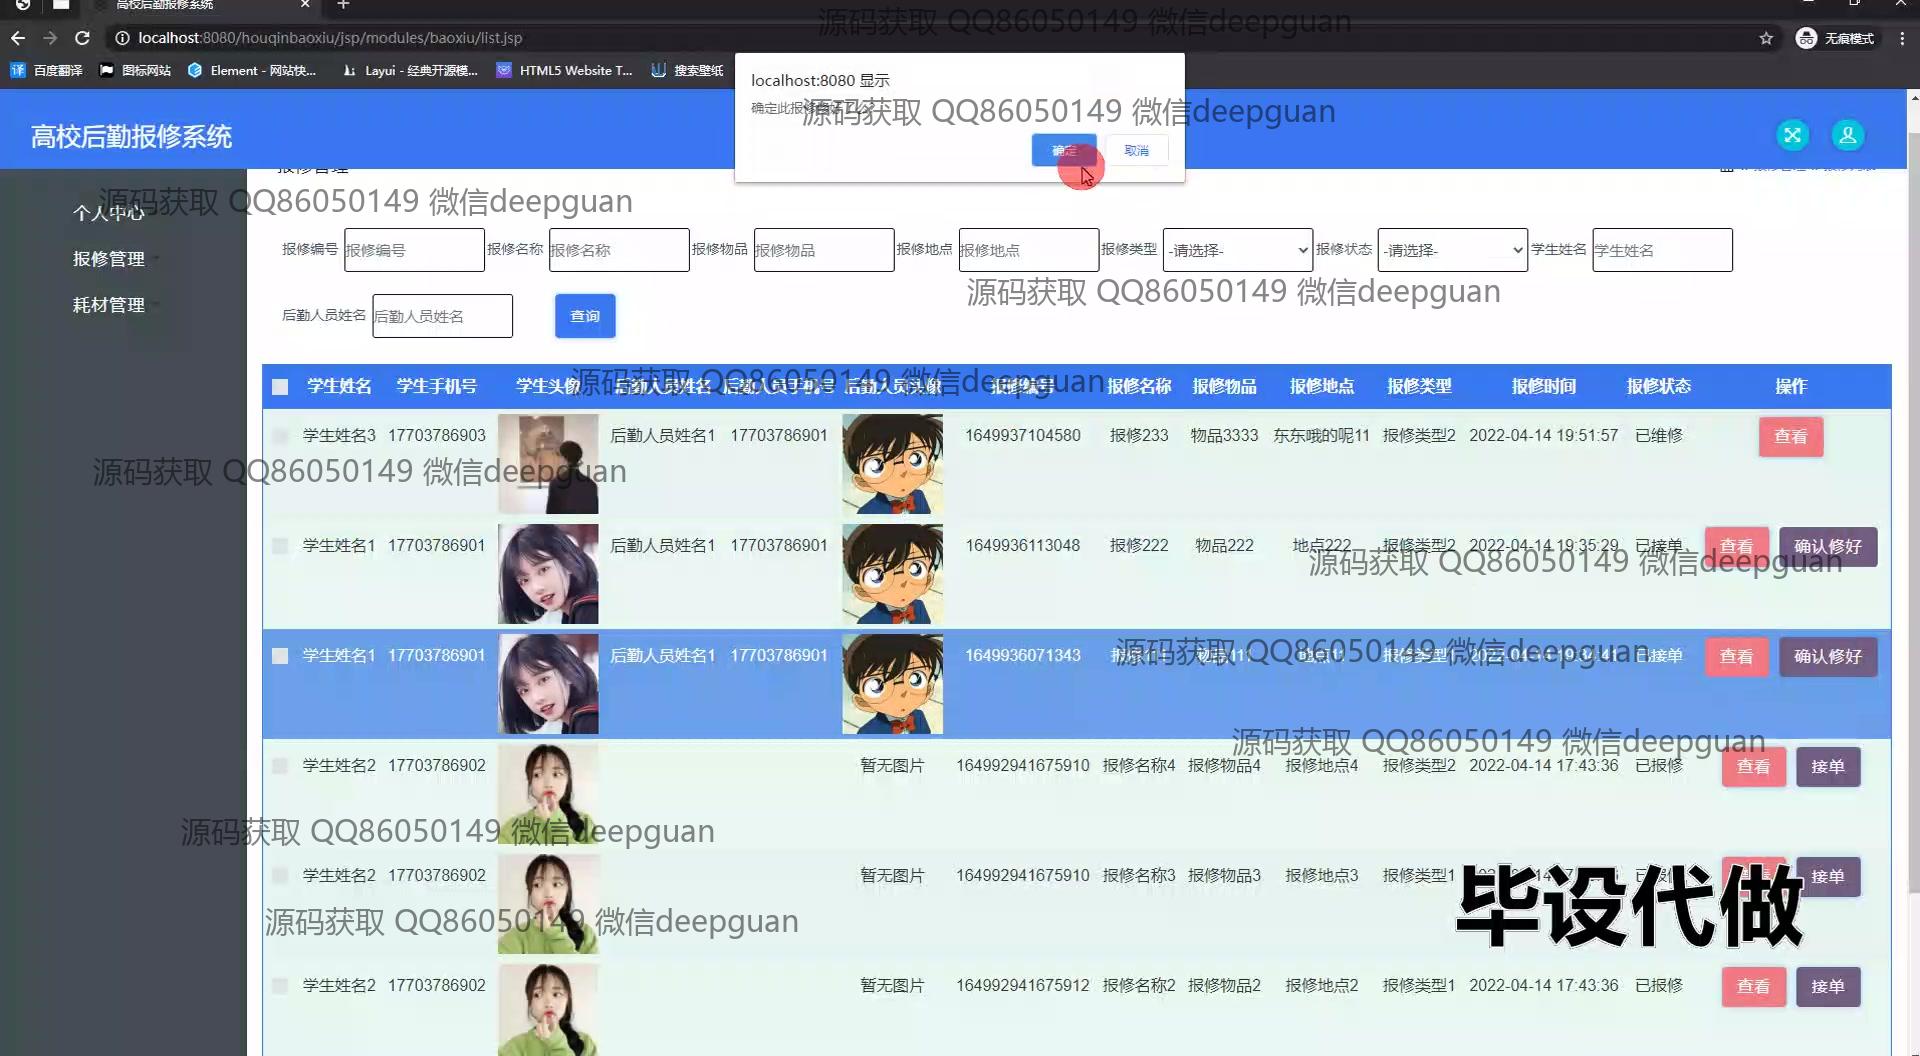 高校后勤报修系统
localhost:8080/houqinbaoxiu/jsp/modules/baoxiu/list.jsp
无痕模式
百度翻译 图标网站 Element - 网站快... Layui - 经典开源模... HTML5 Website T... 搜索壁纸
源码获取 QQ86050149 微信deepguan
localhost:8080 显示
源码获取 QQ86050149 微信deepguan
确定 取消
高校后勤报修系统
报修管理
源码获取 QQ86050149 微信deepguan
个人中心
报修管理
耗材管理
报修编号 报修编号 报修名称 报修名称 报修物品 报修物品 报修地点 报修地点 报修类型 -请选择- 报修状态 -请选择- 学生姓名 学生姓名
源码获取 QQ86050149 微信deepguan
后勤人员姓名 后勤人员姓名 查询
源码获取 QQ86050149 微信deepguan
学生姓名 学生手机号 学生头像 后勤人员姓名 后勤人员手机号 后勤人员头像 报修编号 报修名称 报修物品 报修地点 报修类型 报修时间 报修状态 操作
学生姓名3 17703786903 后勤人员姓名1 17703786901 1649937104580 报修233 物品3333 东东哦的呢11 报修类型2 2022-04-14 19:51:57 已维修 查看
源码获取 QQ86050149 微信deepguan
学生姓名1 17703786901 后勤人员姓名1 17703786901 1649936113048 报修222 物品222 地点222 报修类型2 2022-04-14 19:35:29 已接单 查看 确认修好
源码获取 QQ86050149 微信deepguan
学生姓名1 17703786901 后勤人员姓名1 17703786901 1649936071343 已接单 查看 确认修好
源码获取 QQ86050149 微信deepguan
源码获取 QQ86050149 微信deepguan
学生姓名2 17703786902 暂无图片 164992941675910 报修名称4 报修物品4 报修地点4 报修类型2 2022-04-14 17:43:36 已报修 查看 接单
源码获取 QQ86050149 微信deepguan
学生姓名2 17703786902 暂无图片 164992941675910 报修名称3 报修物品3 报修地点3 报修类型1 接单
毕设代做
源码获取 QQ86050149 微信deepguan
学生姓名2 17703786902 暂无图片 164992941675912 报修名称2 报修物品2 报修地点2 报修类型1 2022-04-14 17:43:36 已报修 查看 接单